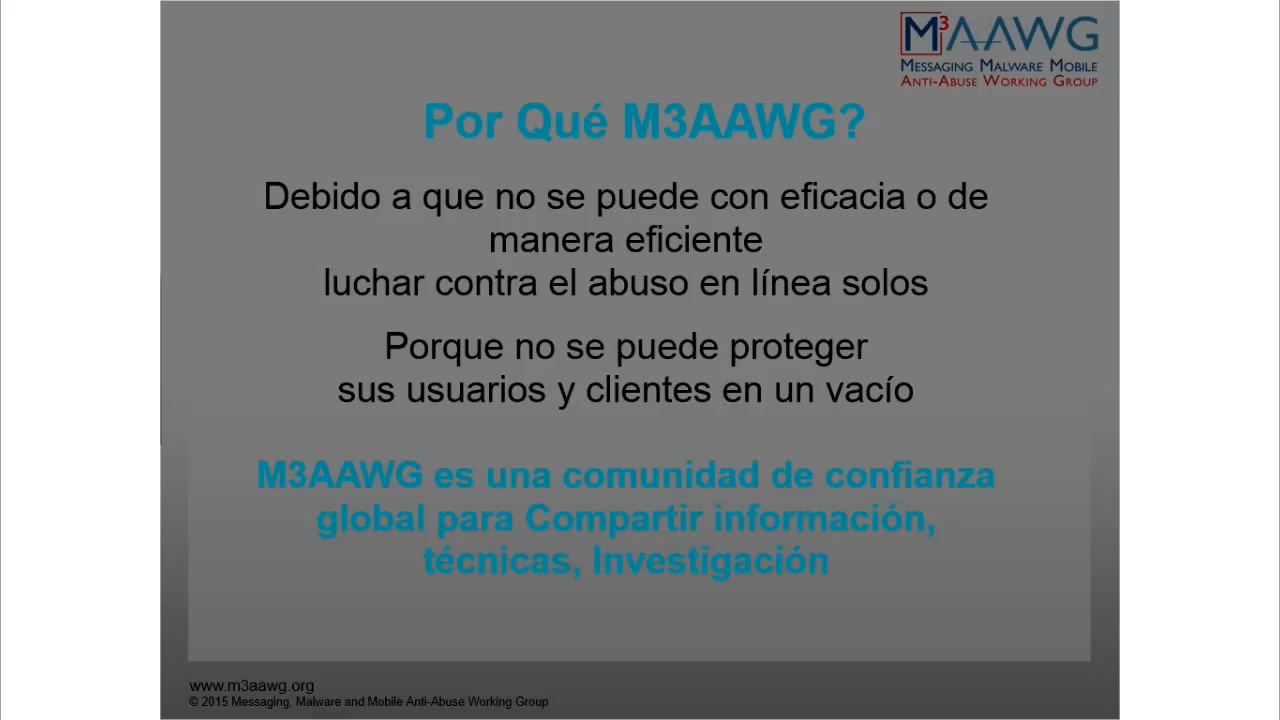 M3AAWG
Messaging Malware Mobile
Anti-Abuse Working Group
Por Qué M3AAWG?
Debido a que no se puede con eficacia o de
manera eficiente
luchar contra el abuso en línea solos
Porque no se puede proteger
sus usuarios y clientes en un vacío
M3AAWG es una comunidad de confianza
global para Compartir información,
técnicas, Investigación
www.m3aawg.org
© 2015 Messaging, Malware and Mobile Anti-Abuse Working Group